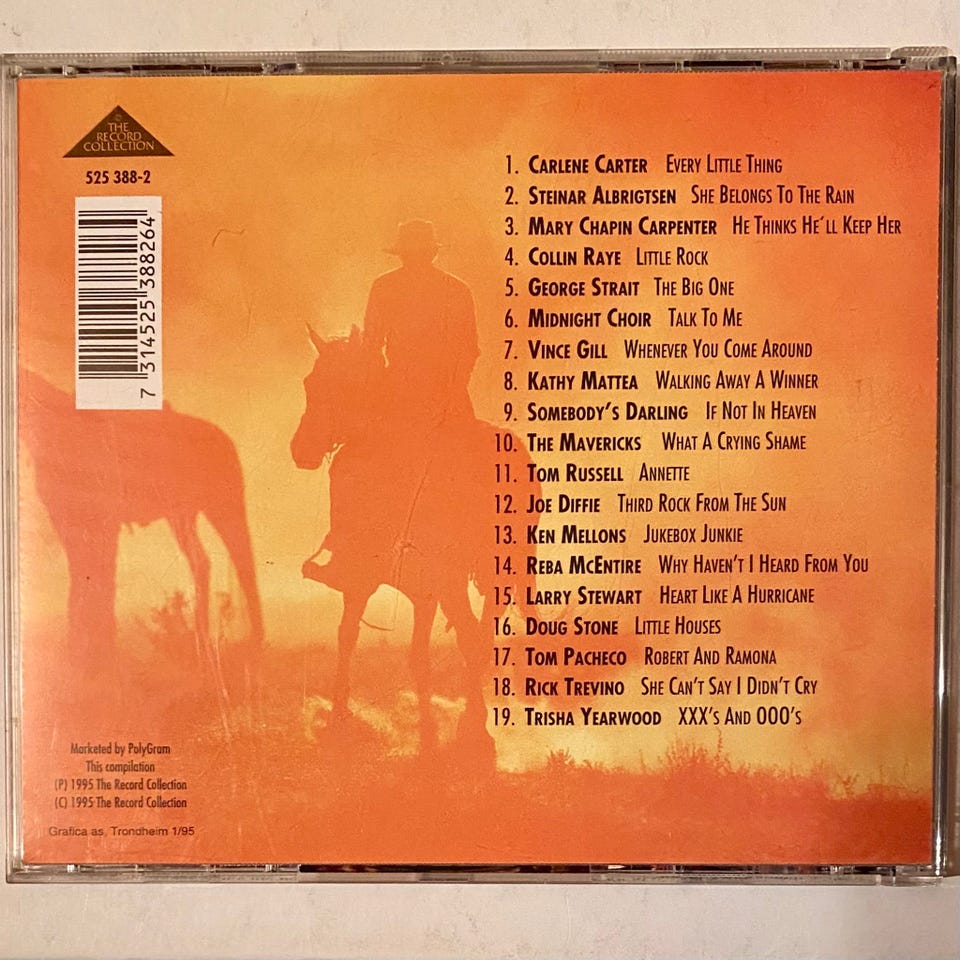 THE
RECORD
COLLECTION
525 388-2
7 314525 388264
1. CARLENE CARTER EVERY LITTLE THING
2. STEINAR ALBRIGTSEN SHE BELONGS TO THE RAIN
3. MARY CHAPIN CARPENTER HE THINKS HE´LL KEEP HER
4. COLLIN RAYE LITTLE ROCK
5. GEORGE STRAIT THE BIG ONE
6. MIDNIGHT CHOIR TALK TO ME
7. VINCE GILL WHENEVER YOU COME AROUND
8. KATHY MATTEA WALKING AWAY A WINNER
9. SOMEBODY'S DARLING IF NOT IN HEAVEN
10. THE MAVERICKS WHAT A CRYING SHAME
11. TOM RUSSELL ANNETTE
12. JOE DIFFIE THIRD ROCK FROM THE SUN
13. KEN MELLONS JUKEBOX JUNKIE
14. REBA MCENTIRE WHY HAVEN'T I HEARD FROM YOU
15. LARRY STEWART HEART LIKE A HURRICANE
16. DOUG STONE LITTLE HOUSES
17. TOM PACHECO ROBERT AND RAMONA
18. RICK TREVINO SHE CAN'T SAY I DIDN'T CRY
19. TRISHA YEARWOOD XXX'S AND OOO'S
Marketed by PolyGram
This compilation
(P) 1995 The Record Collection
(C) 1995 The Record Collection
Grafica as, Trondheim 1/95